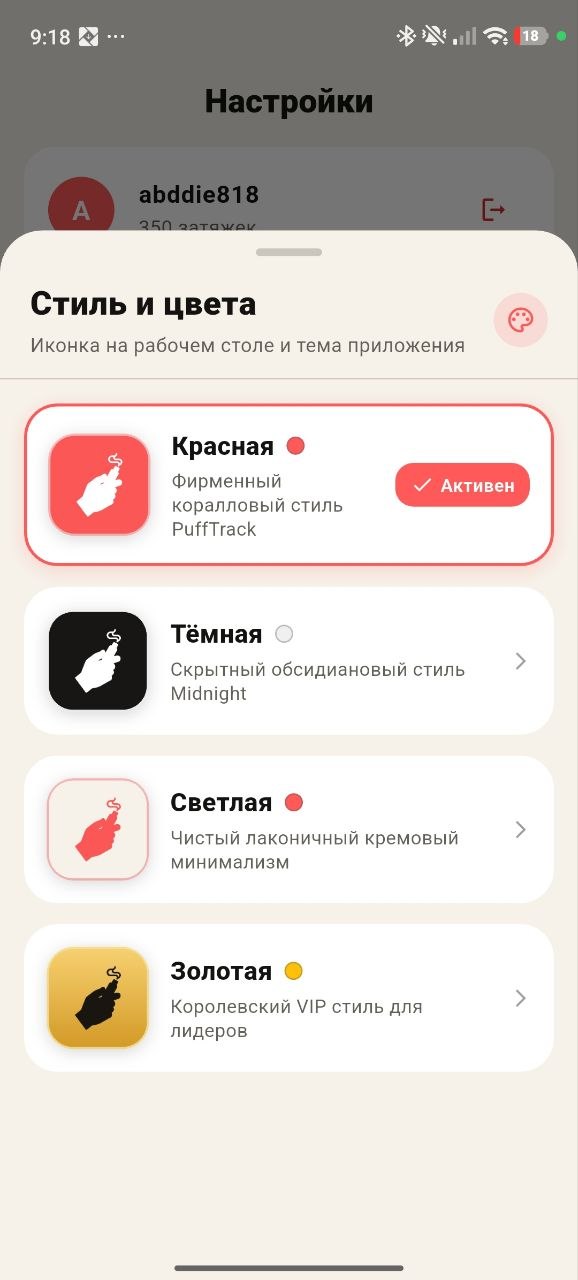 9:18
18
Настройки
A
abddie818
350 затяжек
Стиль и цвета
Иконка на рабочем столе и тема приложения
Красная
Фирменный
коралловый стиль
PuffTrack
Активен
Тёмная
Скрытный обсидиановый стиль
Midnight
Светлая
Чистый лаконичный кремовый
минимализм
Золотая
Королевский VIP стиль для
лидеров